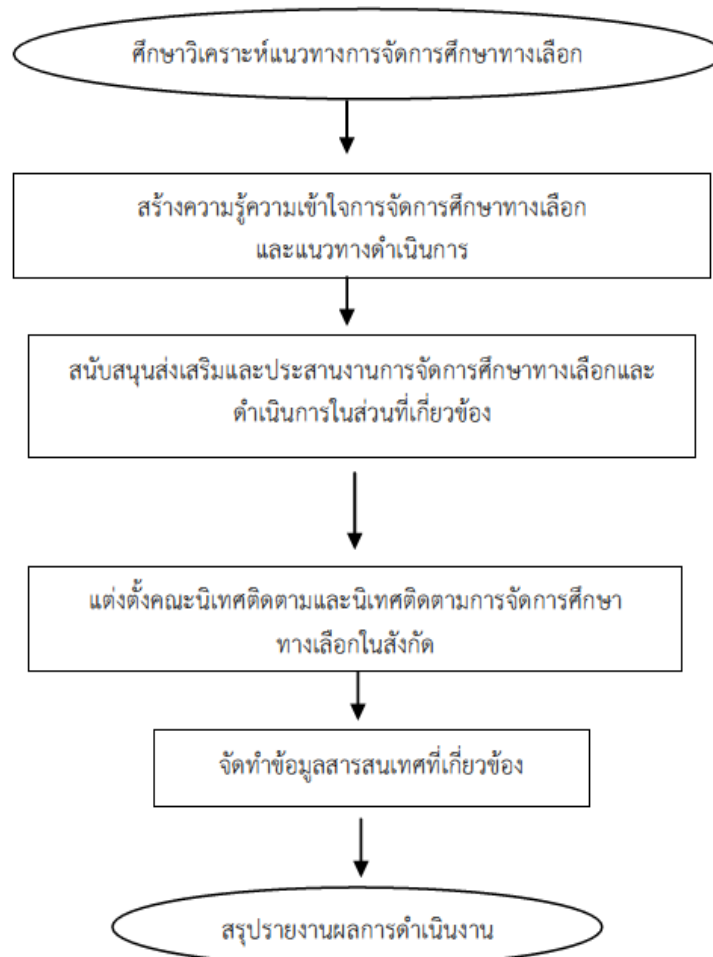 ศึกษาวิเคราะห์แนวทางการจัดการศึกษาทางเลือก
สร้างความรู้ความเข้าใจการจัดการศึกษาทางเลือก
และแนวทางดำเนินการ
สนับสนุนส่งเสริมและประสานงานการจัดการศึกษาทางเลือกและ
ดำเนินการในส่วนที่เกี่ยวข้อง
แต่งตั้งคณะนิเทศติดตามและนิเทศติดตามการจัดการศึกษา
ทางเลือกในสังกัด
จัดทำข้อมูลสารสนเทศที่เกี่ยวข้อง
สรุปรายงานผลการดำเนินงาน